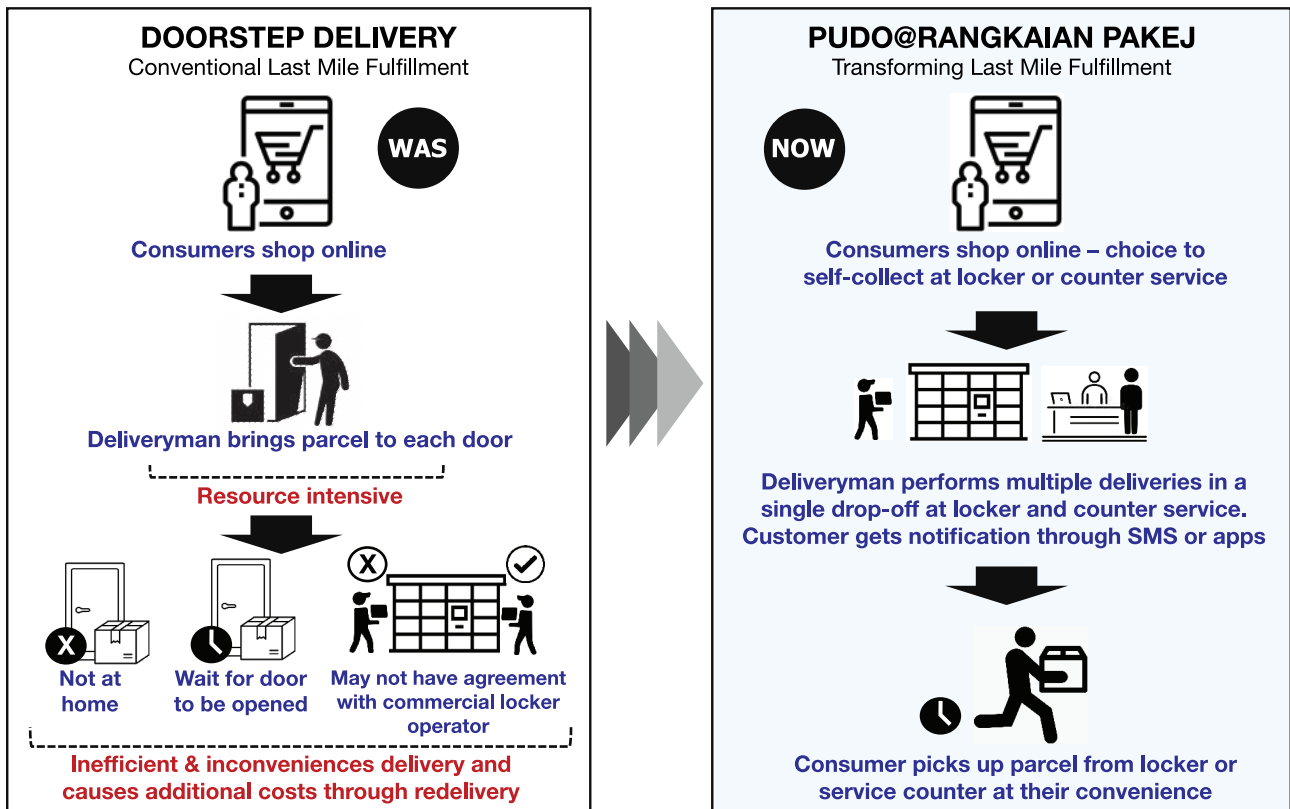 DOORSTEP DELIVERY
Conventional Last Mile Fulfillment
WAS
Consumers shop online
Deliveryman brings parcel to each door
Resource intensive
X
X
Not at
home
Wait for door
to be opened
May not have agreement
with commercial locker
operator
Inefficient & inconveniences delivery and
causes additional costs through redelivery
PUDO@RANGKAIAN PAKEJ
Transforming Last Mile Fulfillment
NOW
Consumers shop online – choice to
self-collect at locker or counter service
Deliveryman performs multiple deliveries in a
single drop-off at locker and counter service.
Customer gets notification through SMS or apps
Consumer picks up parcel from locker or
service counter at their convenience